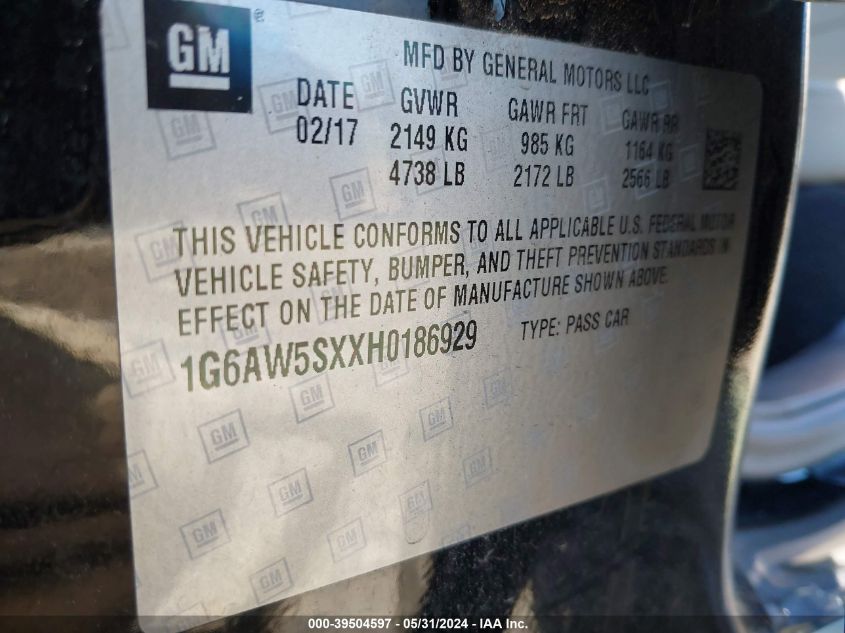 GM
MFD BY GENERAL MOTORS LLC
DATE GVWR GAWR FRT GAWR RR
02/17 2149 KG 985 KG 1164 KG
4738 LB 2172 LB 2566 LB
THIS VEHICLE CONFORMS TO ALL APPLICABLE U.S. FEDERAL MOTOR
VEHICLE SAFETY, BUMPER, AND THEFT PREVENTION STANDARDS IN
EFFECT ON THE DATE OF MANUFACTURE SHOWN ABOVE.
1G6AW5SXXH0186929 TYPE: PASS CAR
000-39504597 - 05/31/2024 - IAA Inc.